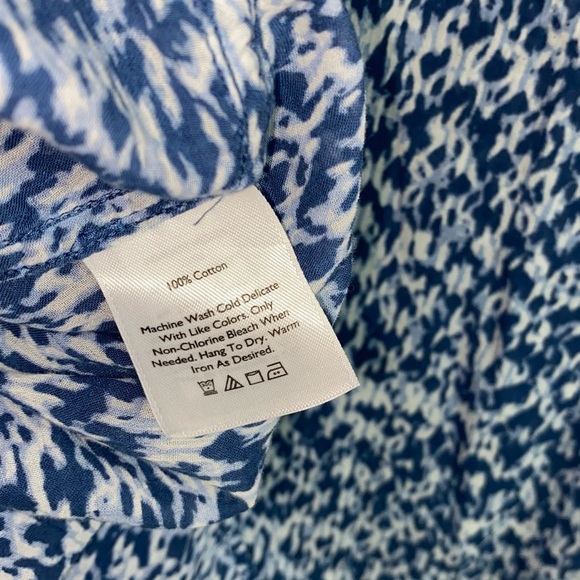 100% Cotton
Machine Wash Cold Delicate
With Like Colors. Only
Non-Chlorine Bleach When
Needed. Hang To Dry, Warm
Iron As Desired.